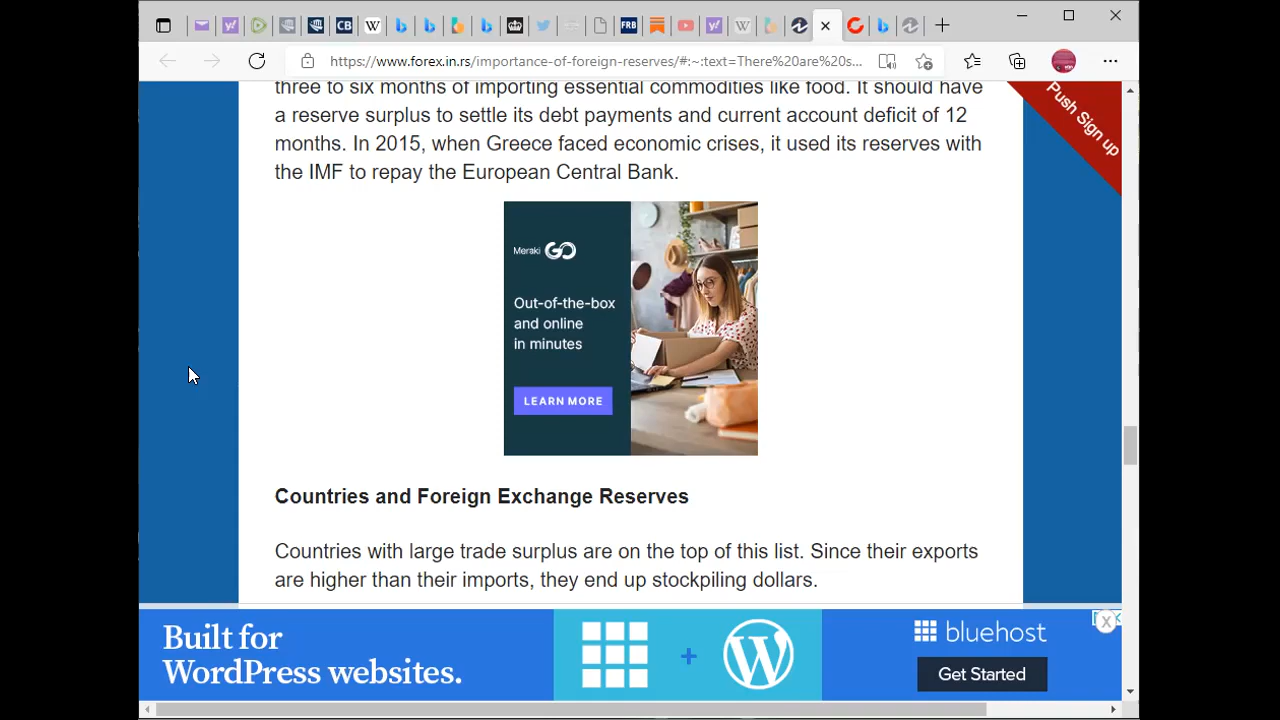 CB
W
FRB
https://www.forex.in.rs/importance-of-foreign-reserves/#:~:text=There%20are%20s...
Push Sign up
three to six months of importing essential commodities like food. It should have
a reserve surplus to settle its debt payments and current account deficit of 12
months. In 2015, when Greece faced economic crises, it used its reserves with
the IMF to repay the European Central Bank.
Meraki GO
Out-of-the-box
and online
in minutes
LEARN MORE
Countries and Foreign Exchange Reserves
Countries with large trade surplus are on the top of this list. Since their exports
are higher than their imports, they end up stockpiling dollars.
Built for
WordPress websites.
+
W
bluehost
Get Started
X